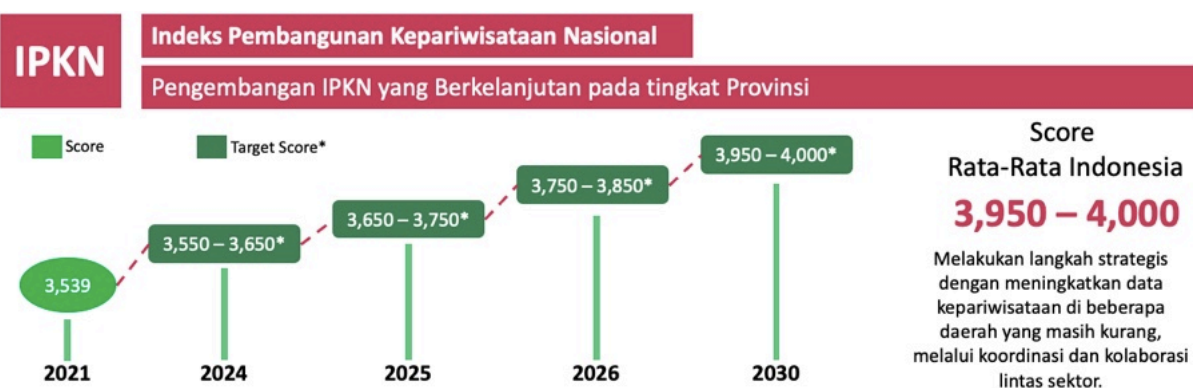 IPKN
Indeks Pembangunan Kepariwisataan Nasional
Pengembangan IPKN yang Berkelanjutan pada tingkat Provinsi
Score
Target Score*
3,539
3,550 – 3,650*
3,650 – 3,750*
3,750 – 3,850*
3,950 – 4,000*
2021
2024
2025
2026
2030
Score
Rata-Rata Indonesia
3,950 – 4,000
Melakukan langkah strategis
dengan meningkatkan data
kepariwisataan di beberapa
daerah yang masih kurang,
melalui koordinasi dan kolaborasi
lintas sektor.